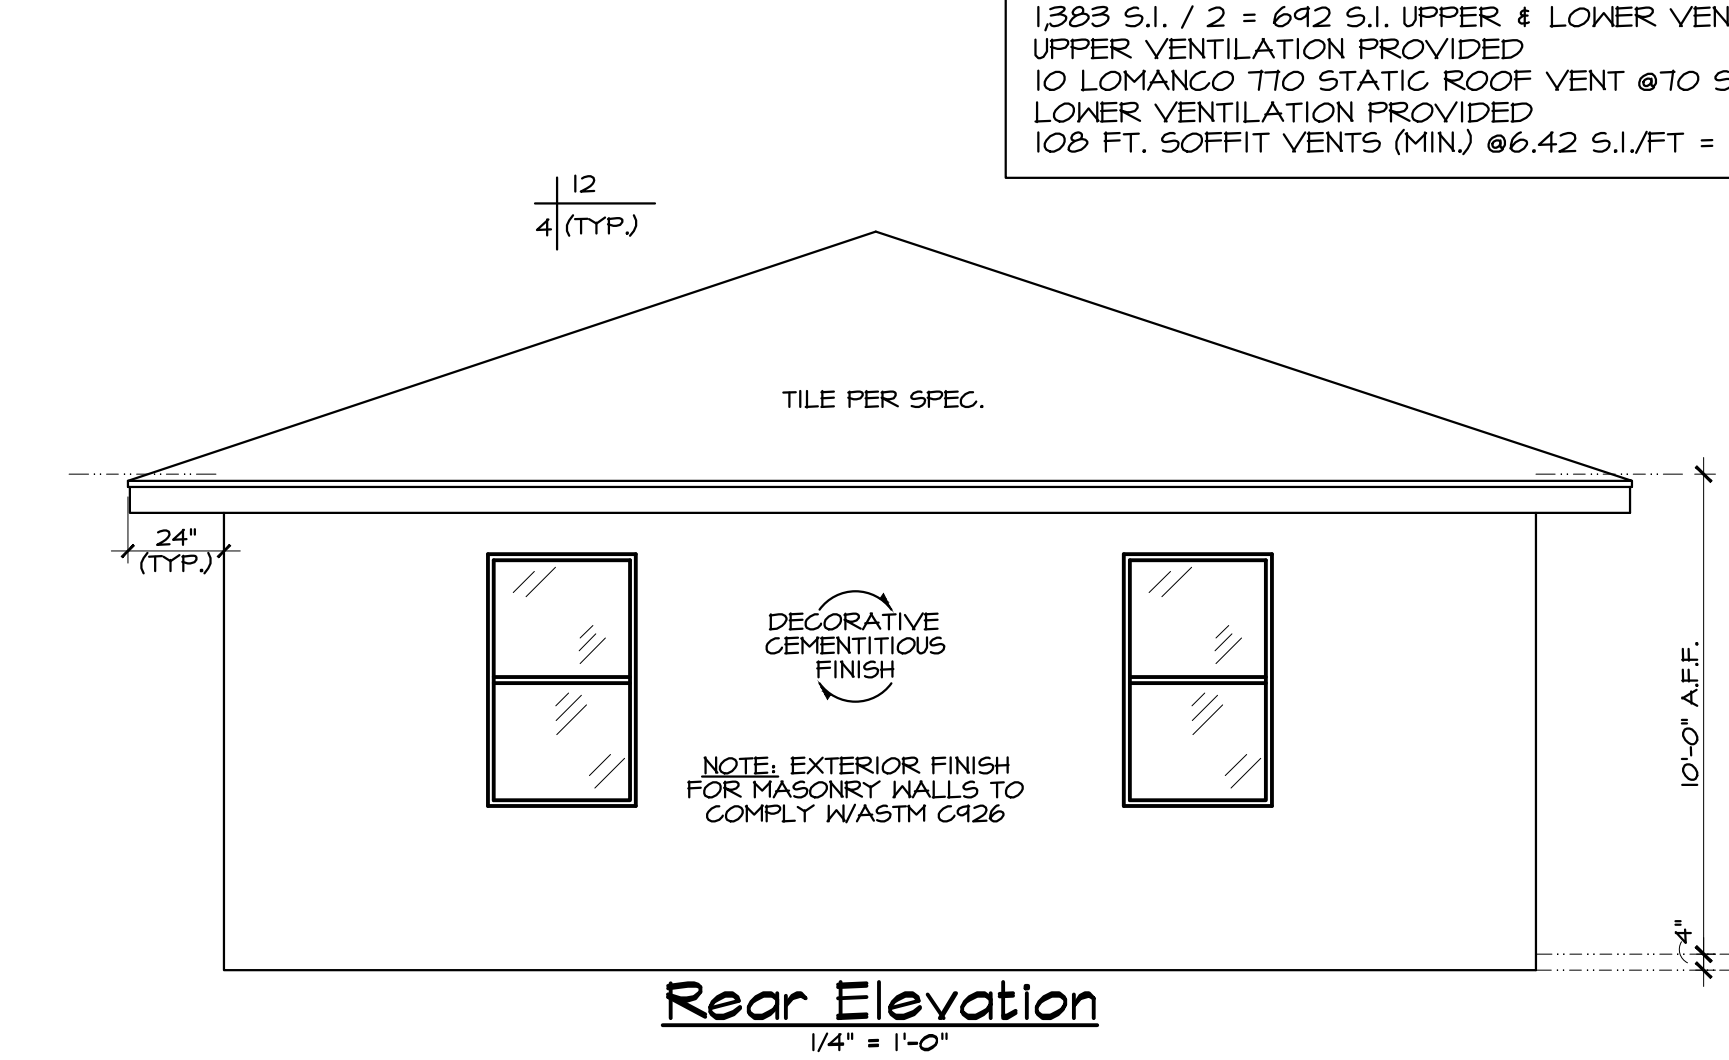 1,383 S.I. / 2 = 692 S.I. UPPER & LOWER
UPPER VENTILATION PROVIDED
10 LOMANCO 770 STATIC ROOF VENT @70
LOWER VENTILATION PROVIDED
108 FT. SOFFIT VENTS (MIN.) @6.42 S.I./FT =
12
4 (TYP.)
TILE PER SPEC.
24"
(TYP.)
DECORATIVE
CEMENTITIOUS
FINISH
NOTE: EXTERIOR FINISH
FOR MASONRY WALLS TO
COMPLY W/ASTM C926
10'-0" A.F.F.
4"
Rear Elevation
1/4" = 1'-0"